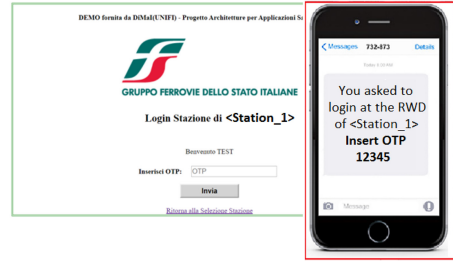 DEMO fornita da DiMaI(UNIFI) - Progetto Architetture per Applicazioni Sa
GRUPPO FERROVIE DELLO STATO ITALIANE
Login Stazione di <Station_1>
Benvenuto TEST
Inserisci OTP: OTP
Invia
Ritorna alla Selezione Stazione
Messages 732-873 Details
You asked to
login at the RWD
of <Station_1>
Insert OTP
12345
Message